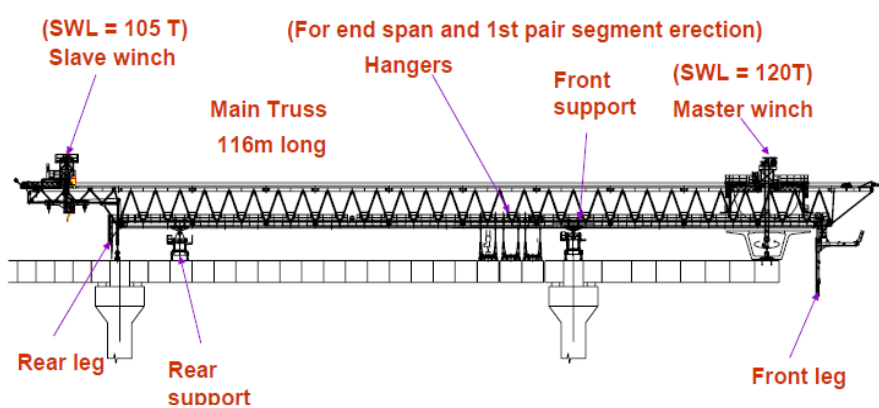 (SWL = 105 T)
Slave winch
(For end span and 1st pair segment erection)
Hangers
Front
support
(SWL = 120T)
Master winch
Main Truss
116m long
Rear leg
Rear
support
Front leg